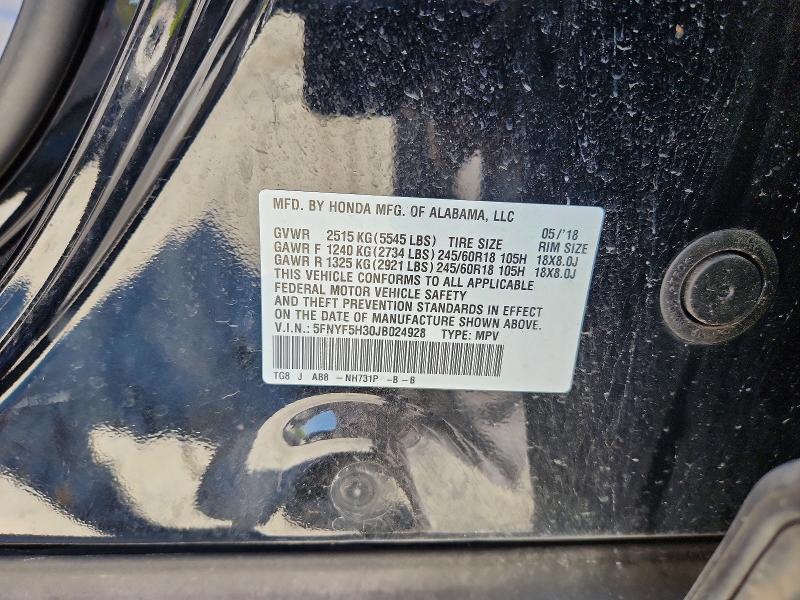 MFD. BY HONDA MFG. OF ALABAMA, LLC
05/'18
GVWR 2515 KG (5545 LBS) TIRE SIZE RIM SIZE
GAWR F 1240 KG (2734 LBS) 245/60R18 105H 18X8.0J
GAWR R 1325 KG (2921 LBS) 245/60R18 105H 18X8.0J
THIS VEHICLE CONFORMS TO ALL APPLICABLE
FEDERAL MOTOR VEHICLE SAFETY
AND THEFT PREVENTION STANDARDS IN EFFECT
ON THE DATE OF MANUFACTURE SHOWN ABOVE.
V.I.N.: 5FNYF5H30JB024928 TYPE: MPV
TG8 J AB8 -NH731P -B-B